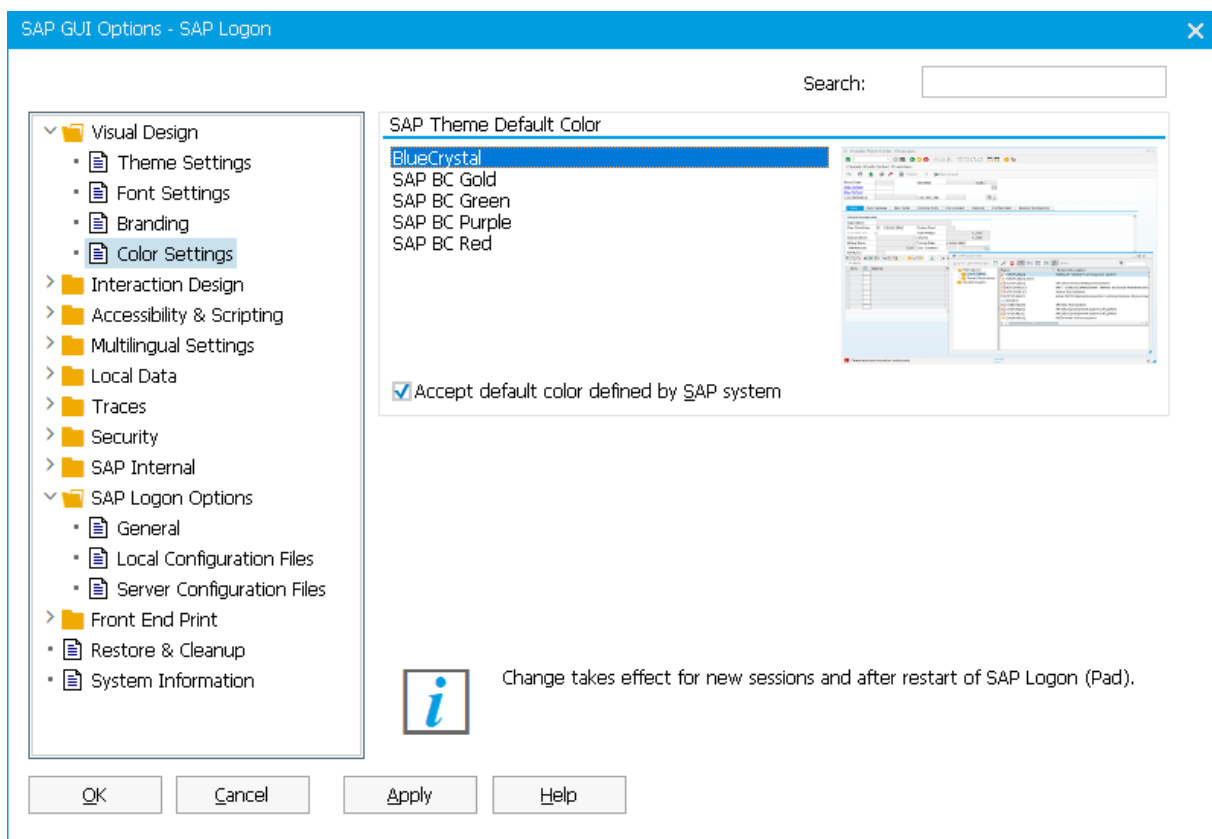 SAP GUI Options - SAP Logon
Search:
Visual Design
Theme Settings
Font Settings
Branding
Color Settings
Interaction Design
Accessibility & Scripting
Multilingual Settings
Local Data
Traces
Security
SAP Internal
SAP Logon Options
General
Local Configuration Files
Server Configuration Files
Front End Print
Restore & Cleanup
System Information
SAP Theme Default Color
BlueCrystal
SAP BC Gold
SAP BC Green
SAP BC Purple
SAP BC Red
Accept default color defined by SAP system
Change takes effect for new sessions and after restart of SAP Logon (Pad).
OK Cancel Apply Help